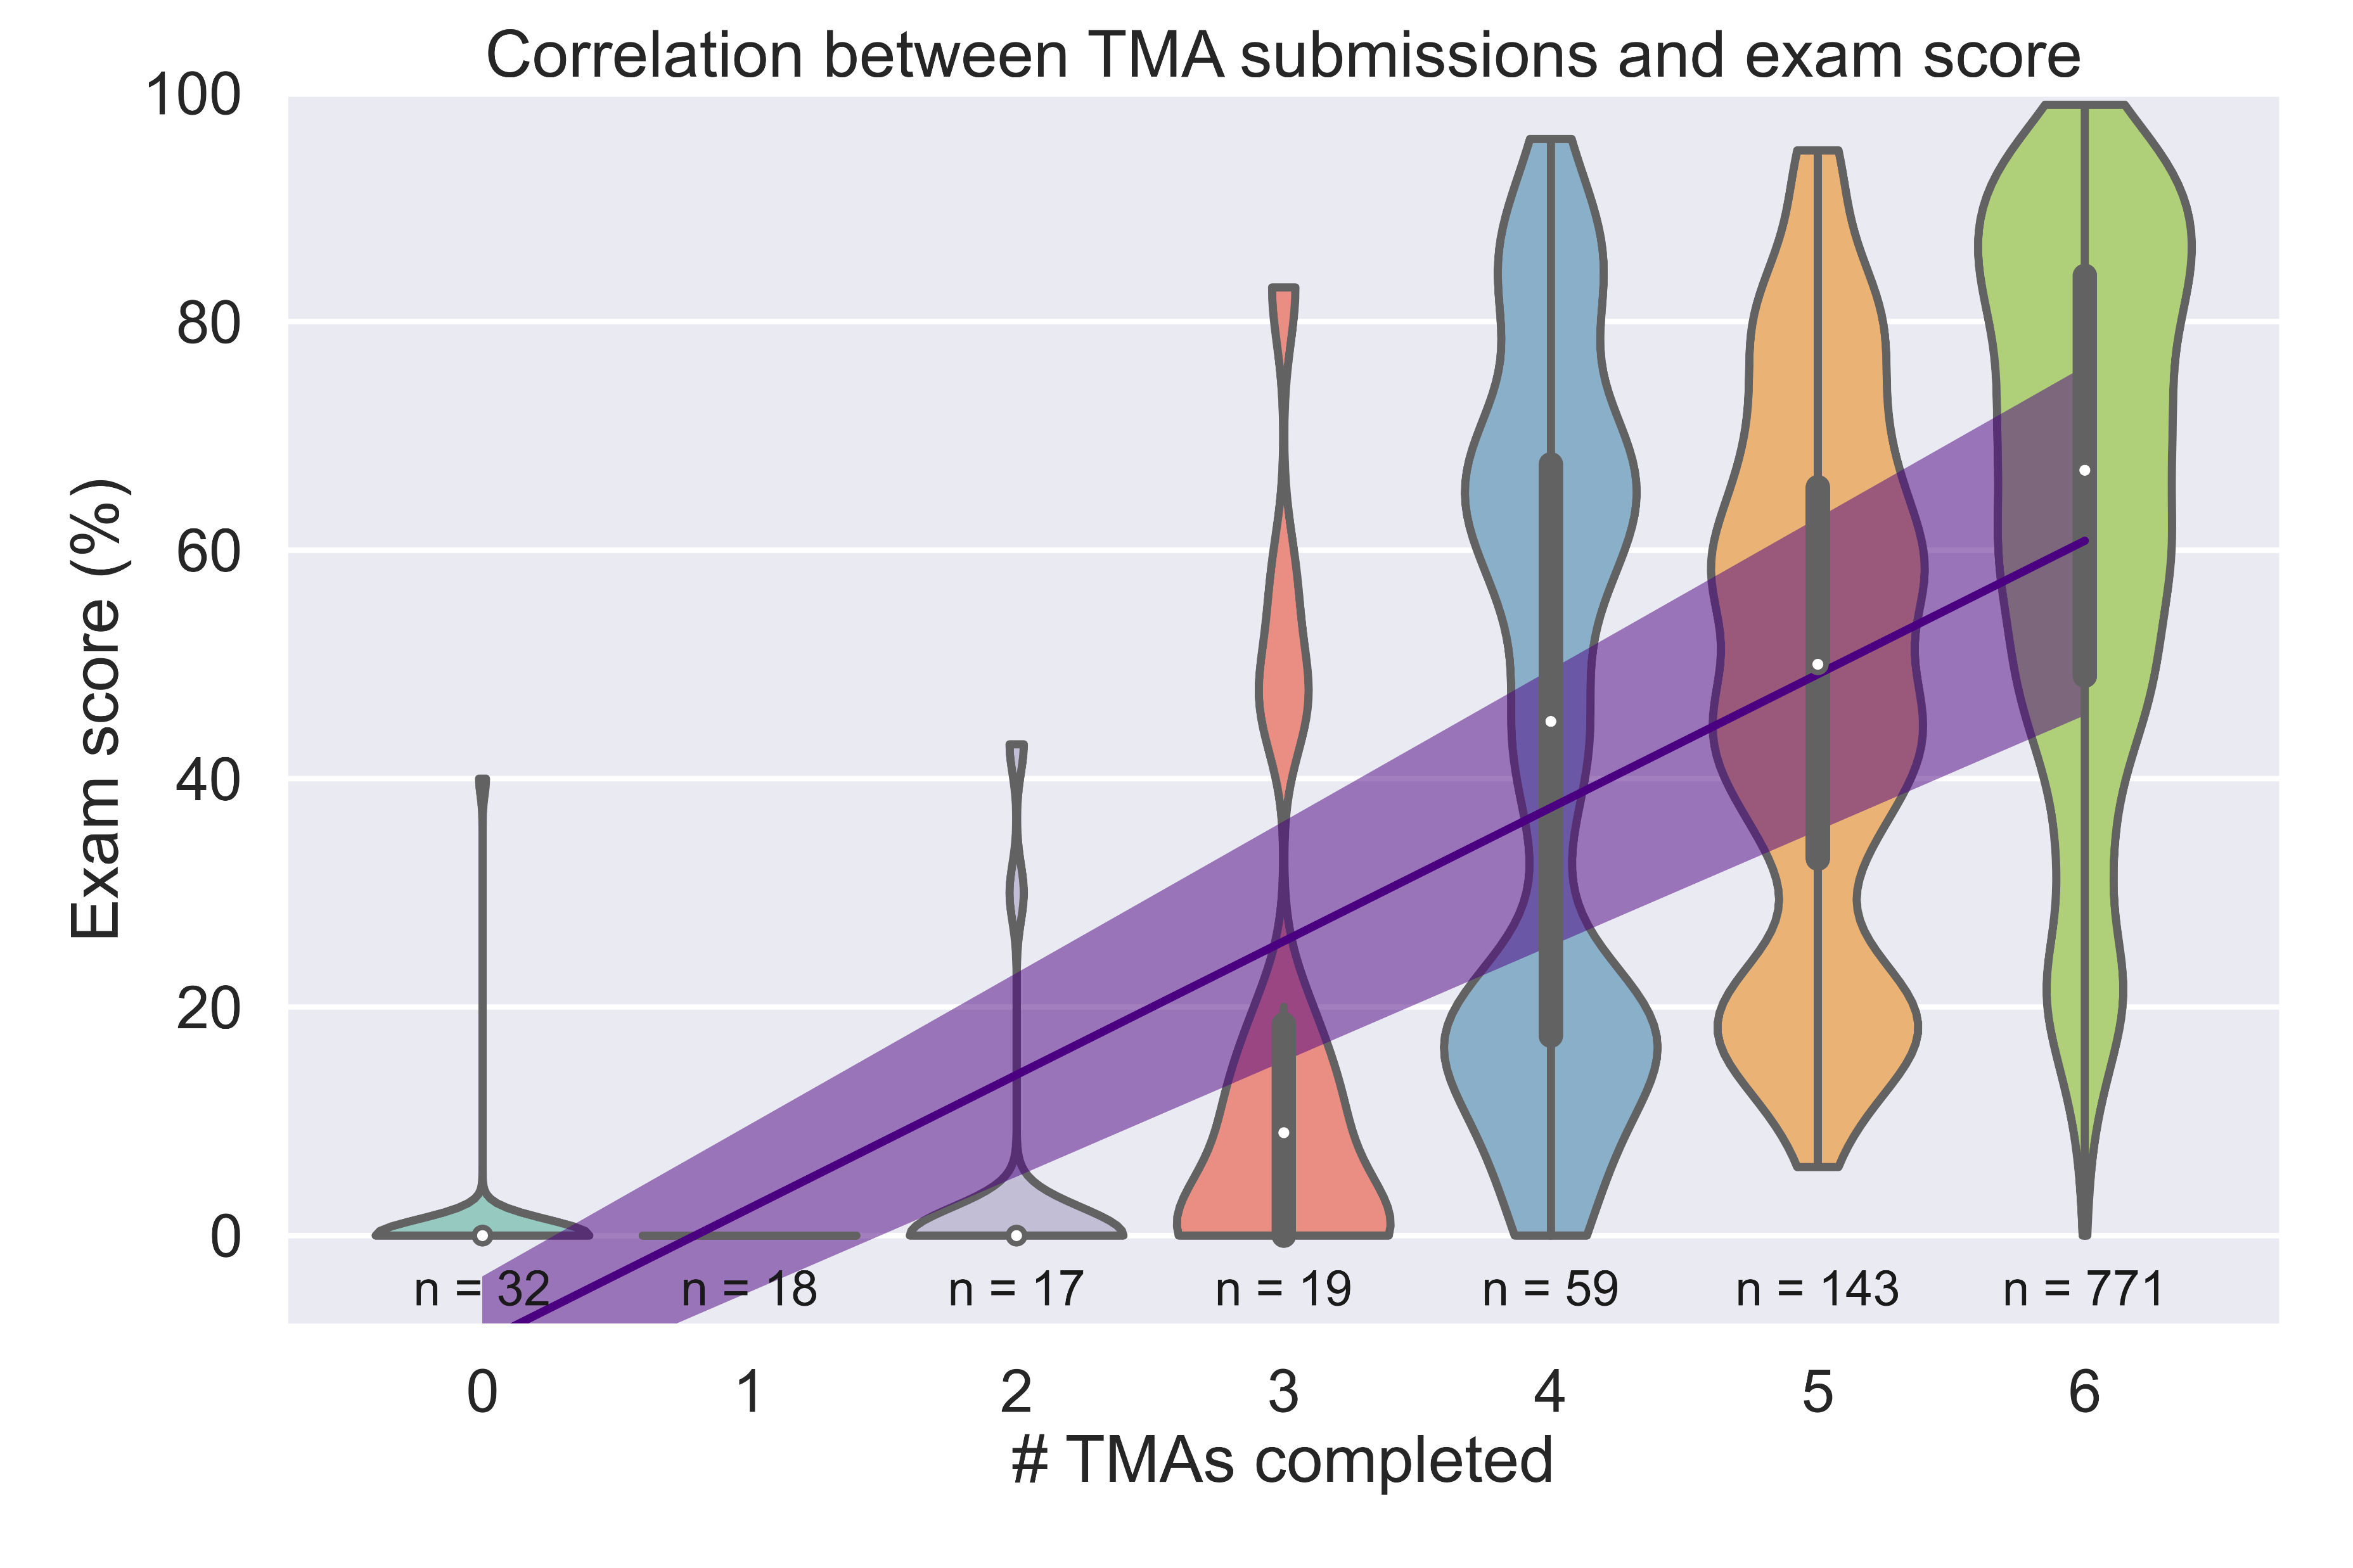 Correlation between TMA submissions and exam score
100
80
60
40
20
0
Exam score (%)
n = 32 n = 18 n = 17 n = 19 n = 59 n = 143 n = 771
0 1 2 3 4 5 6
# TMAs completed